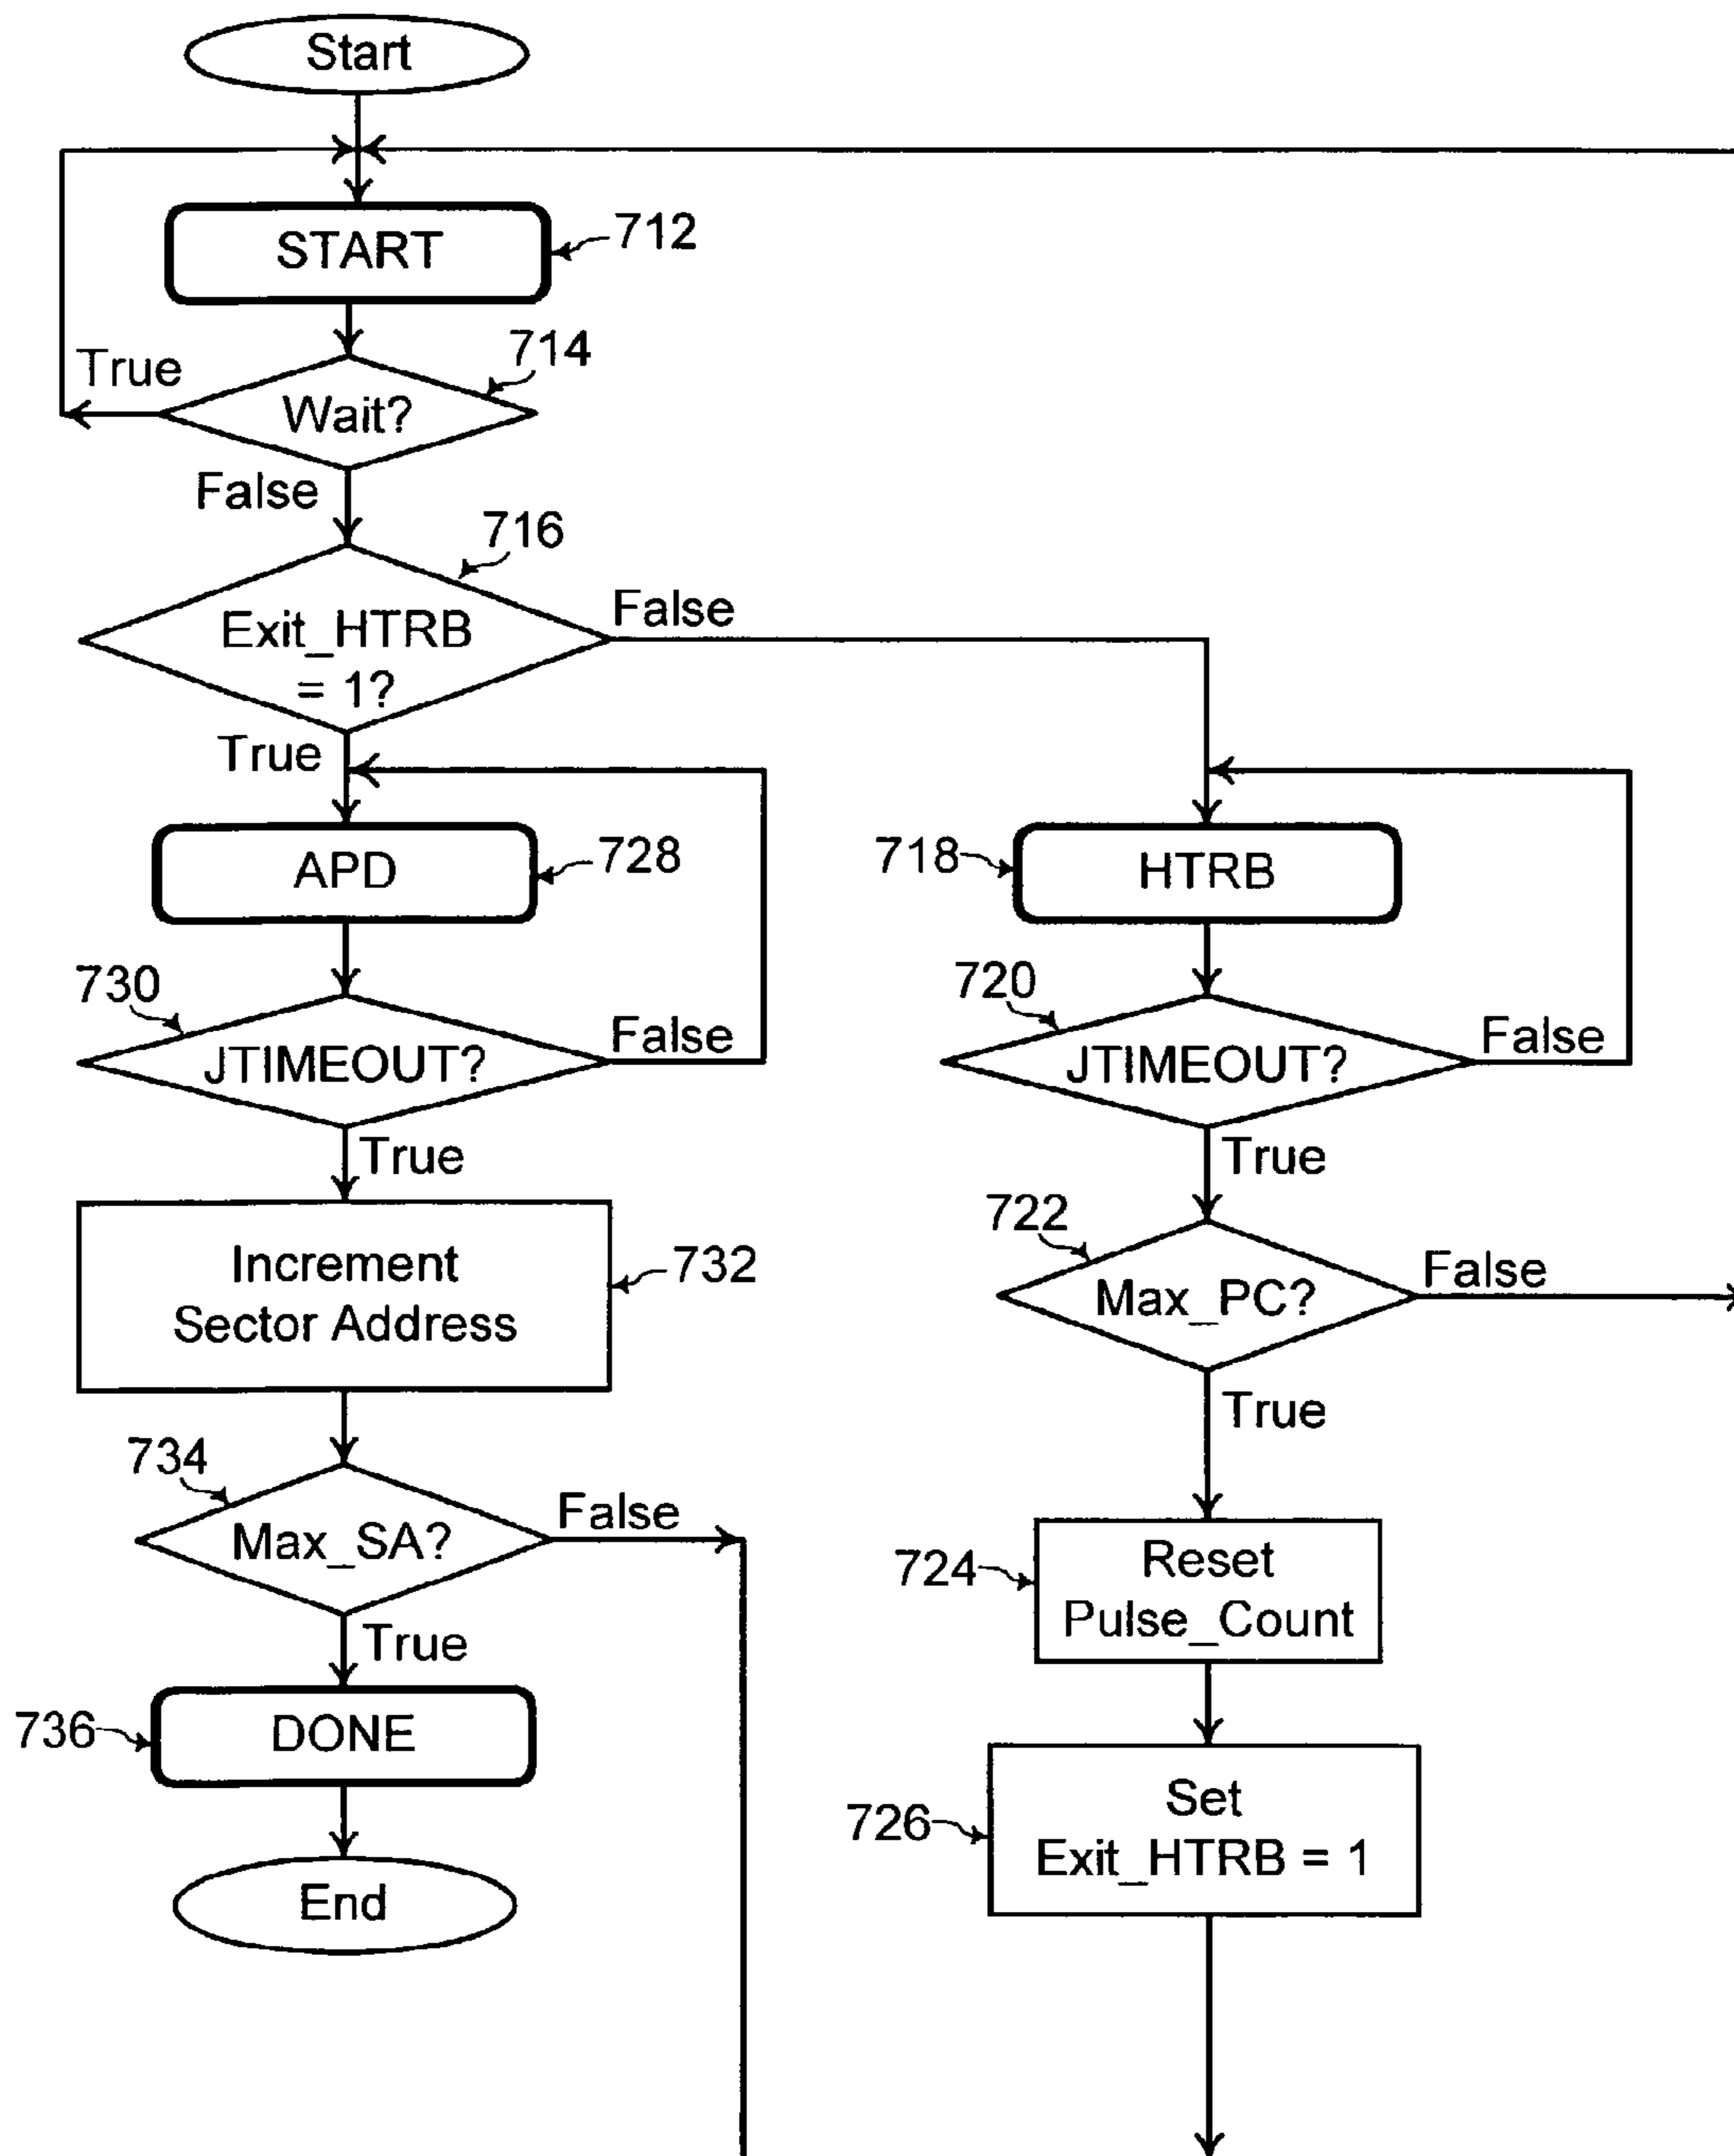 Start
START
712
714
True
Wait?
False
716
Exit_HTRB
= 1?
False
True
APD
728
718
HTRB
730
JTIMEOUT?
False
720
JTIMEOUT?
False
True
True
Increment
Sector Address
732
722
Max_PC?
False
True
734
Max_SA?
False
724
Reset
Pulse_Count
True
736
DONE
726
Set
Exit_HTRB = 1
End